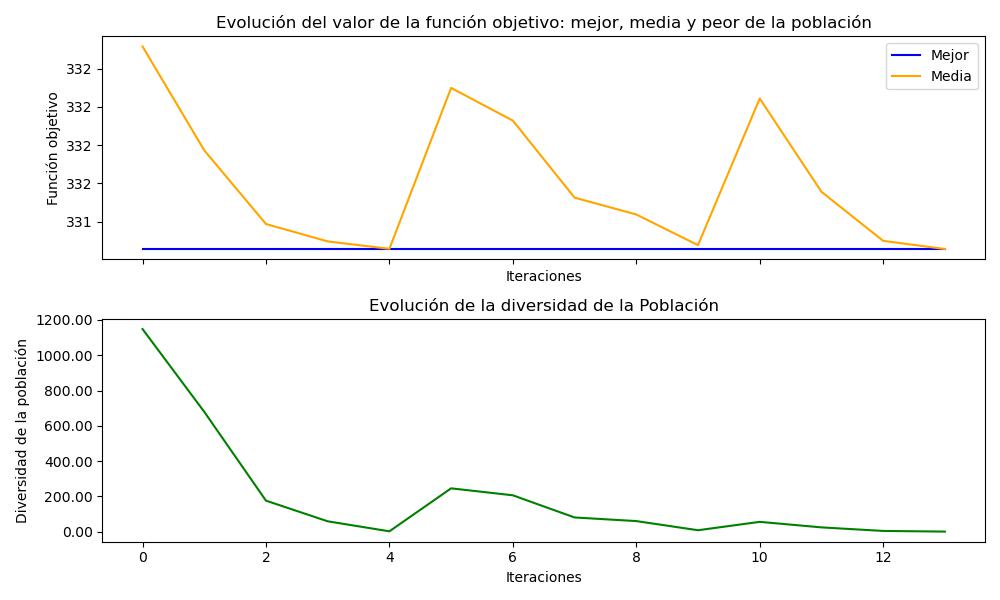 Evolución del valor de la función objetivo: mejor, media y peor de la población
Función objetivo
332
332
332
332
331
Mejor
Media
Iteraciones
Evolución de la diversidad de la Población
Diversidad de la población
1200.00
1000.00
800.00
600.00
400.00
200.00
0.00
0 2 4 6 8 10 12
Iteraciones